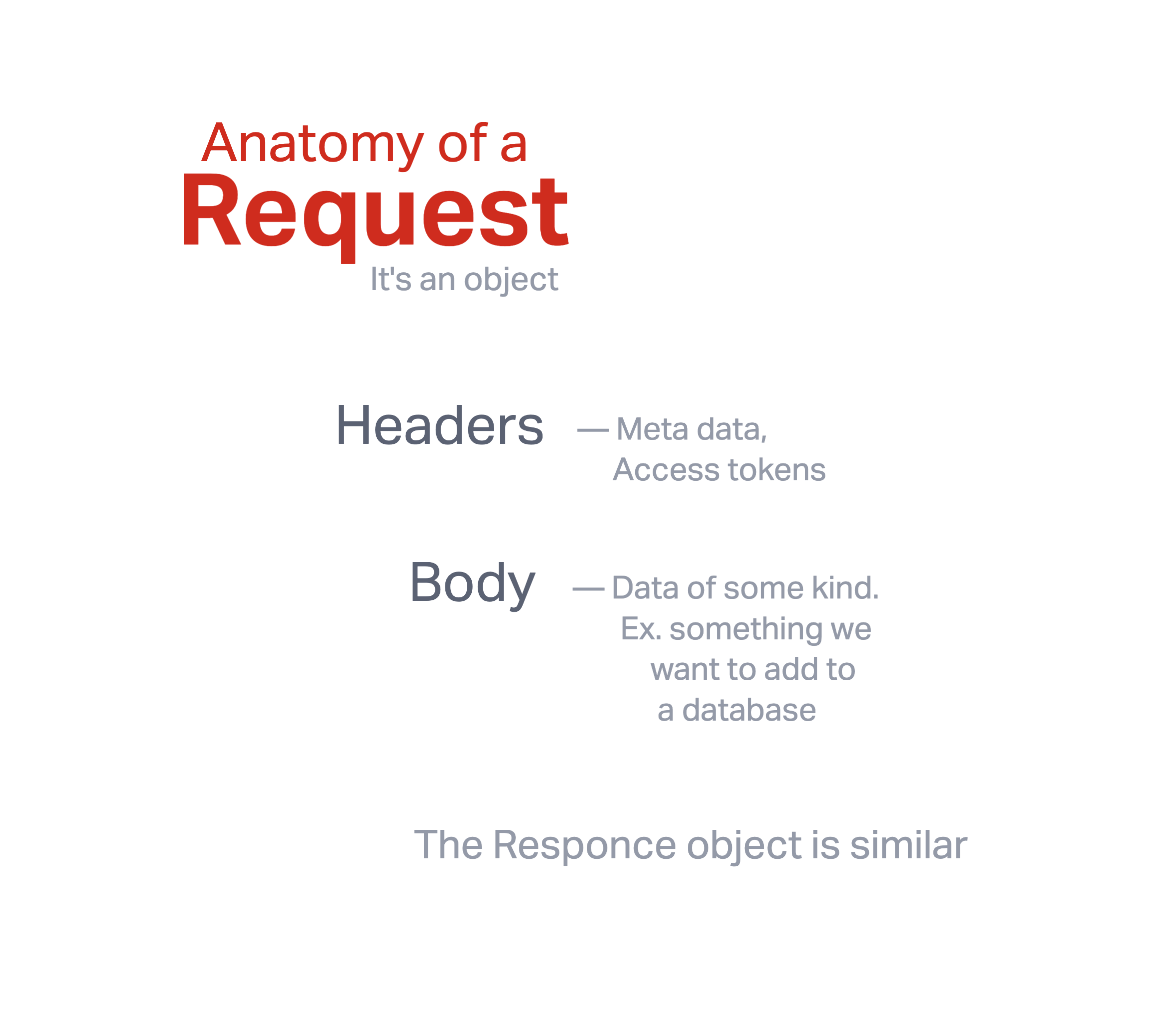 Anatomy of a
Request
It's an object
Headers — Meta data,
Access tokens
Body — Data of some kind.
Ex. something we
want to add to
a database
The Responce object is similar